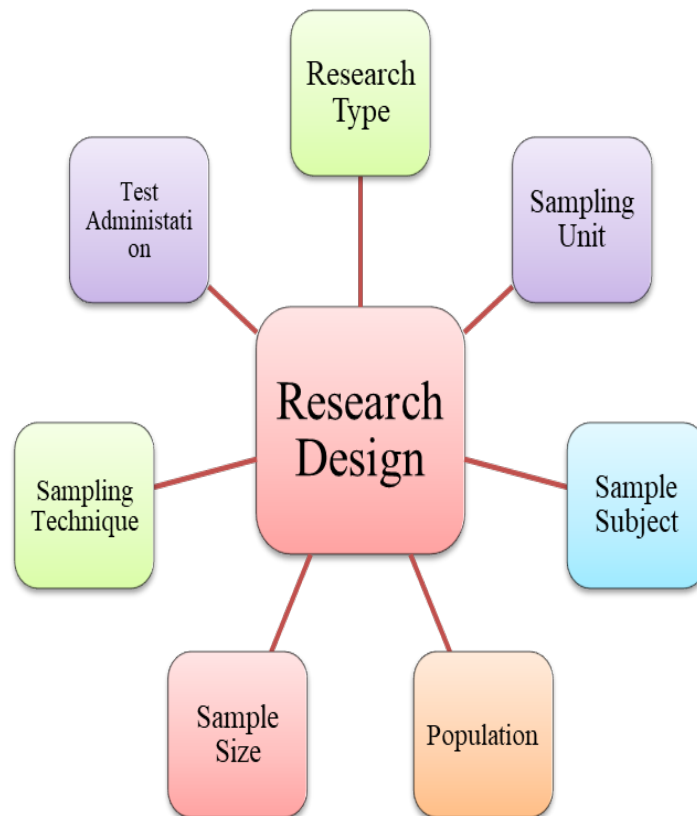 Research
Type
Test
Administati
on
Sampling
Unit
Research
Design
Sampling
Technique
Sample
Subject
Sample
Size
Population